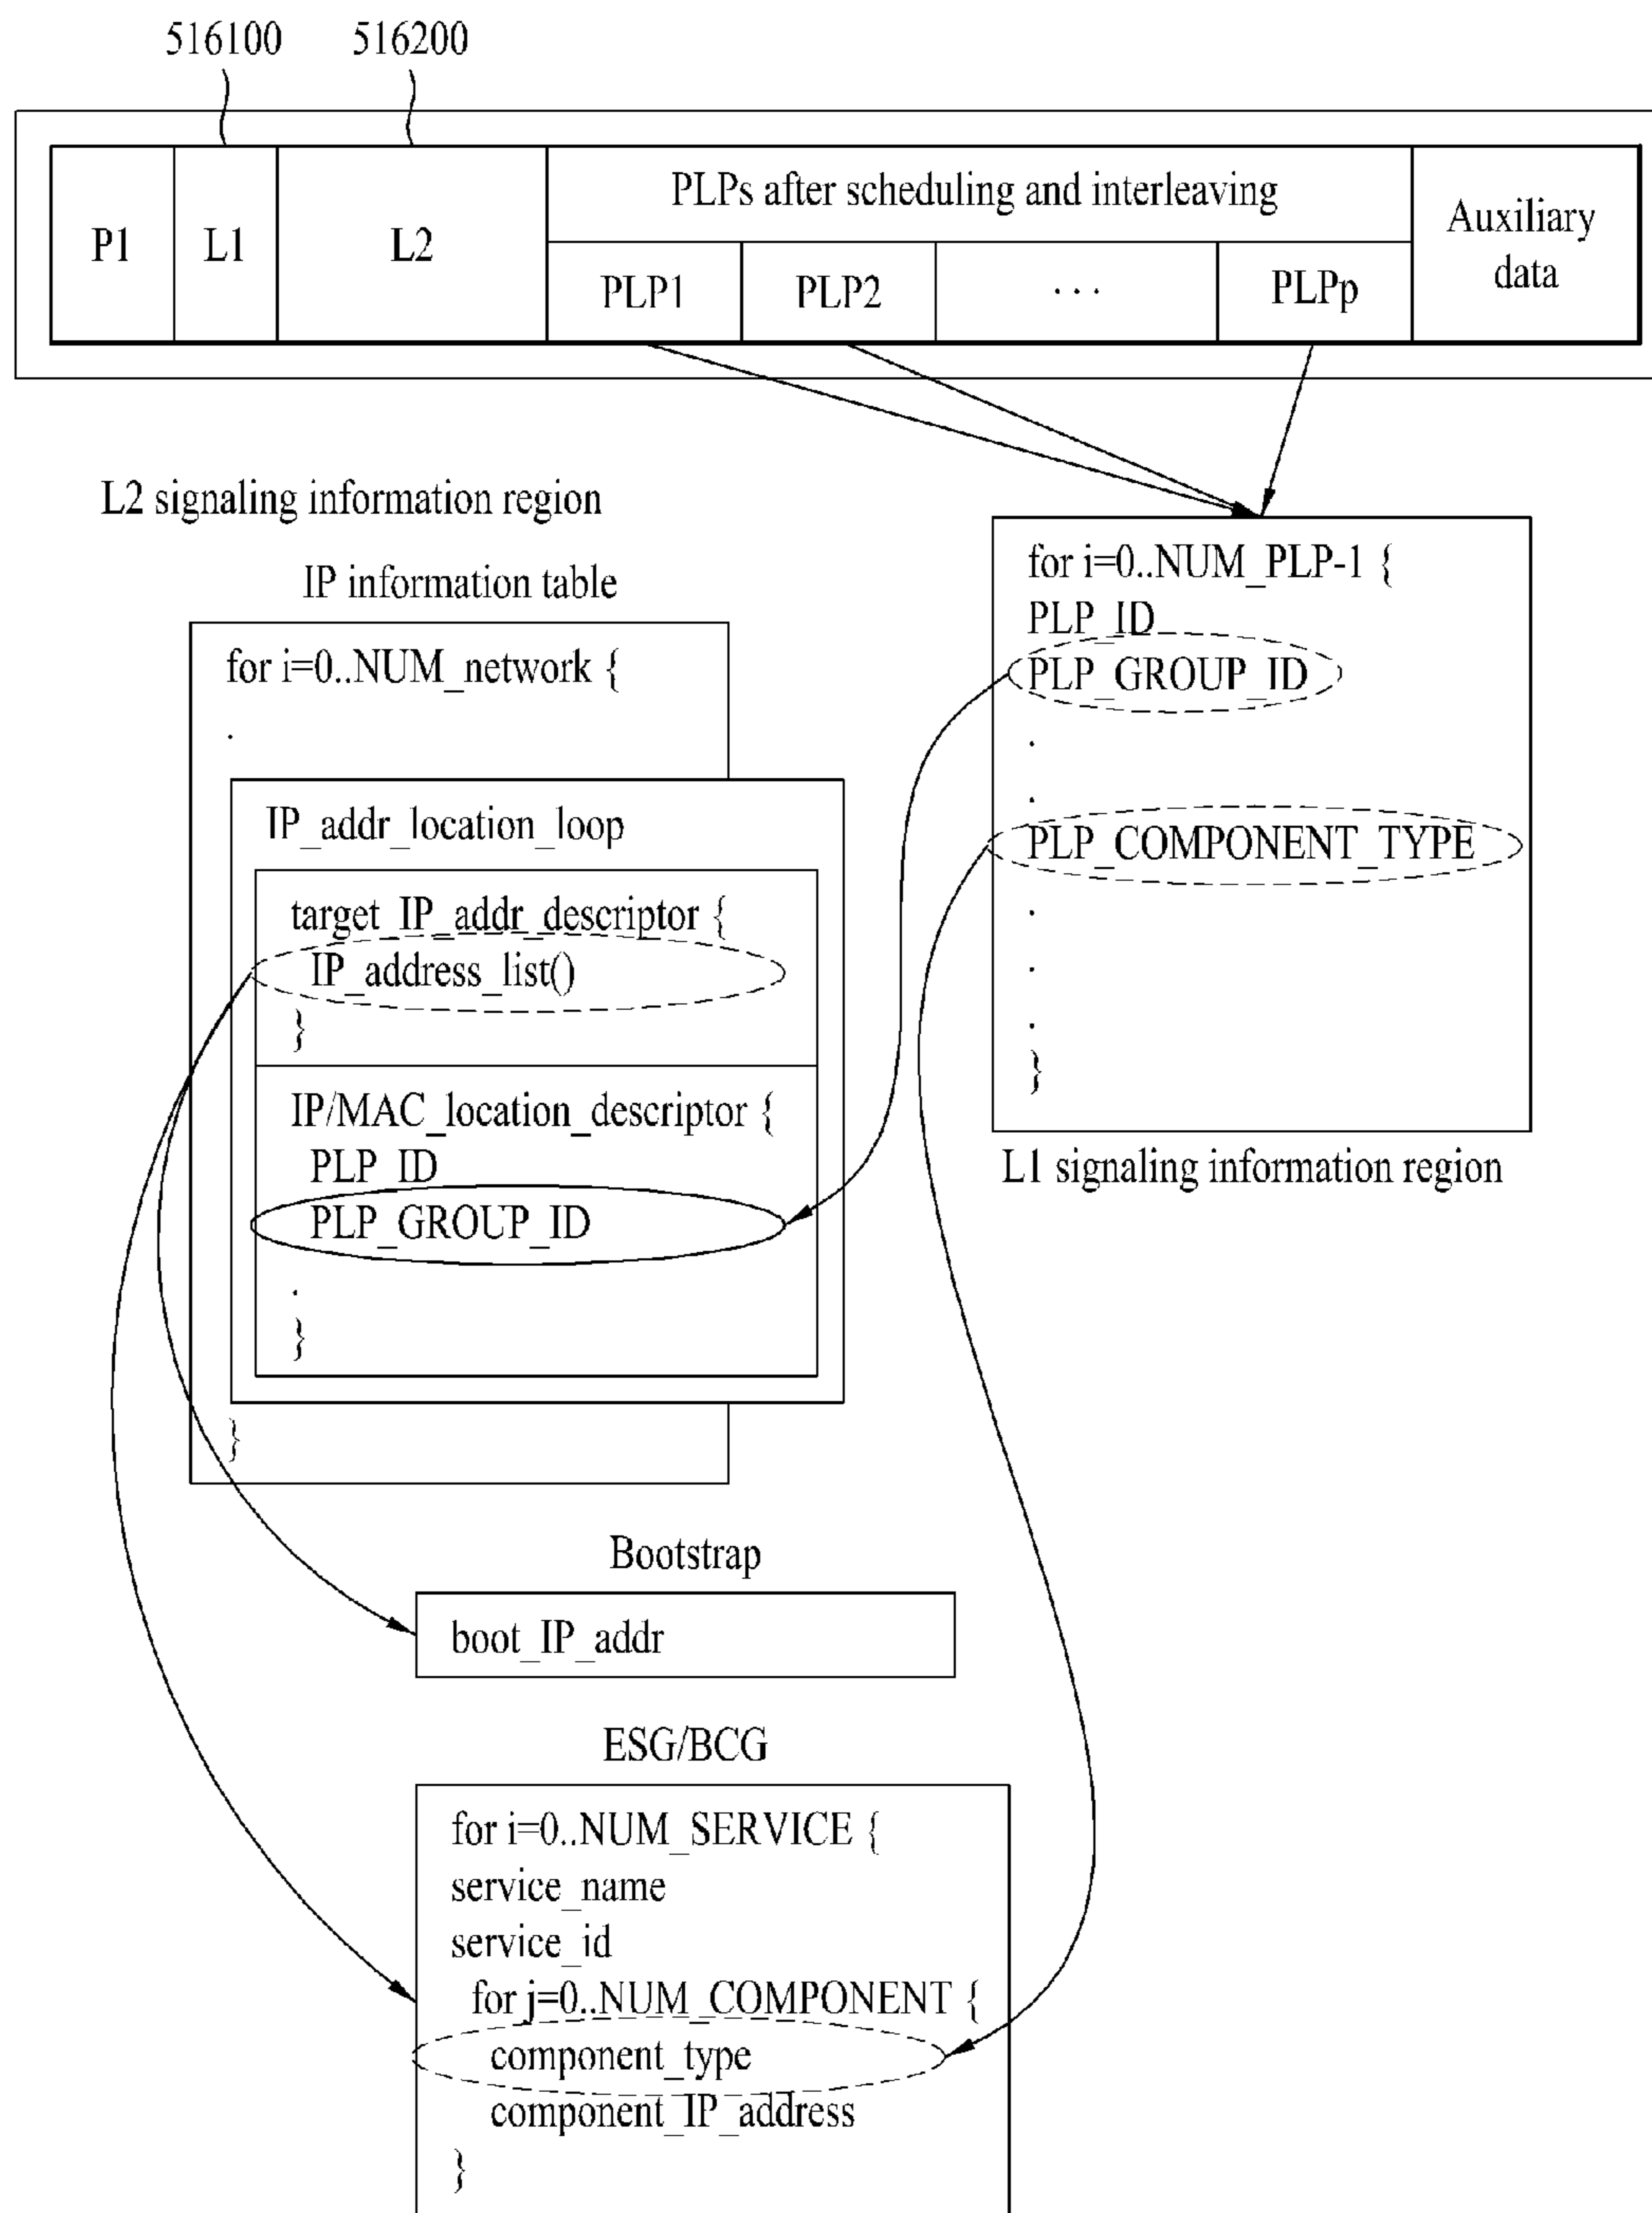 516100 516200
P1 L1 L2 PLPs after scheduling and interleaving Auxiliary data
PLP1 PLP2 . . . PLPp
L2 signaling information region
IP information table
for i=0..NUM_network {
.
IP_addr_location_loop
target_IP_addr_descriptor {
IP_address_list()
}
IP/MAC_location_descriptor {
PLP_ID
PLP_GROUP_ID
.
}
}
for i=0..NUM_PLP-1 {
PLP_ID
PLP_GROUP_ID
.
.
PLP_COMPONENT_TYPE
.
.
.
}
L1 signaling information region
Bootstrap
boot_IP_addr
ESG/BCG
for i=0..NUM_SERVICE {
service_name
service_id
for j=0..NUM_COMPONENT {
component_type
component_IP_address
}